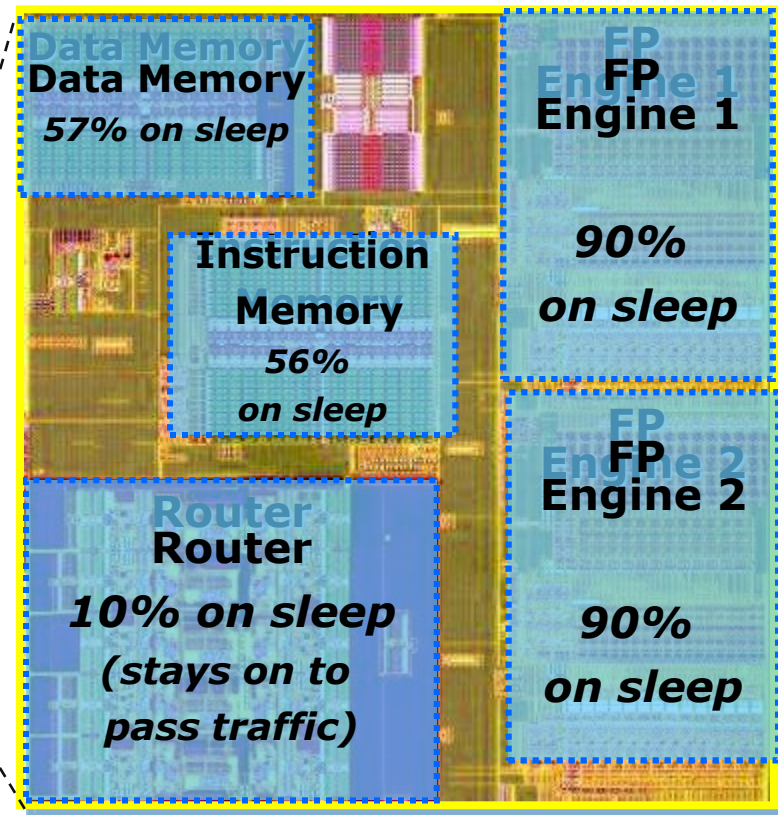 Data Memory
Data Memory
57% on sleep
FP
Engine 1
FP
Engine 1
90%
on sleep
Instruction
Memory
Instruction
Memory
56%
on sleep
FP
Engine 2
FP
Engine 2
90%
on sleep
Router
Router
10% on sleep
(stays on to
pass traffic)